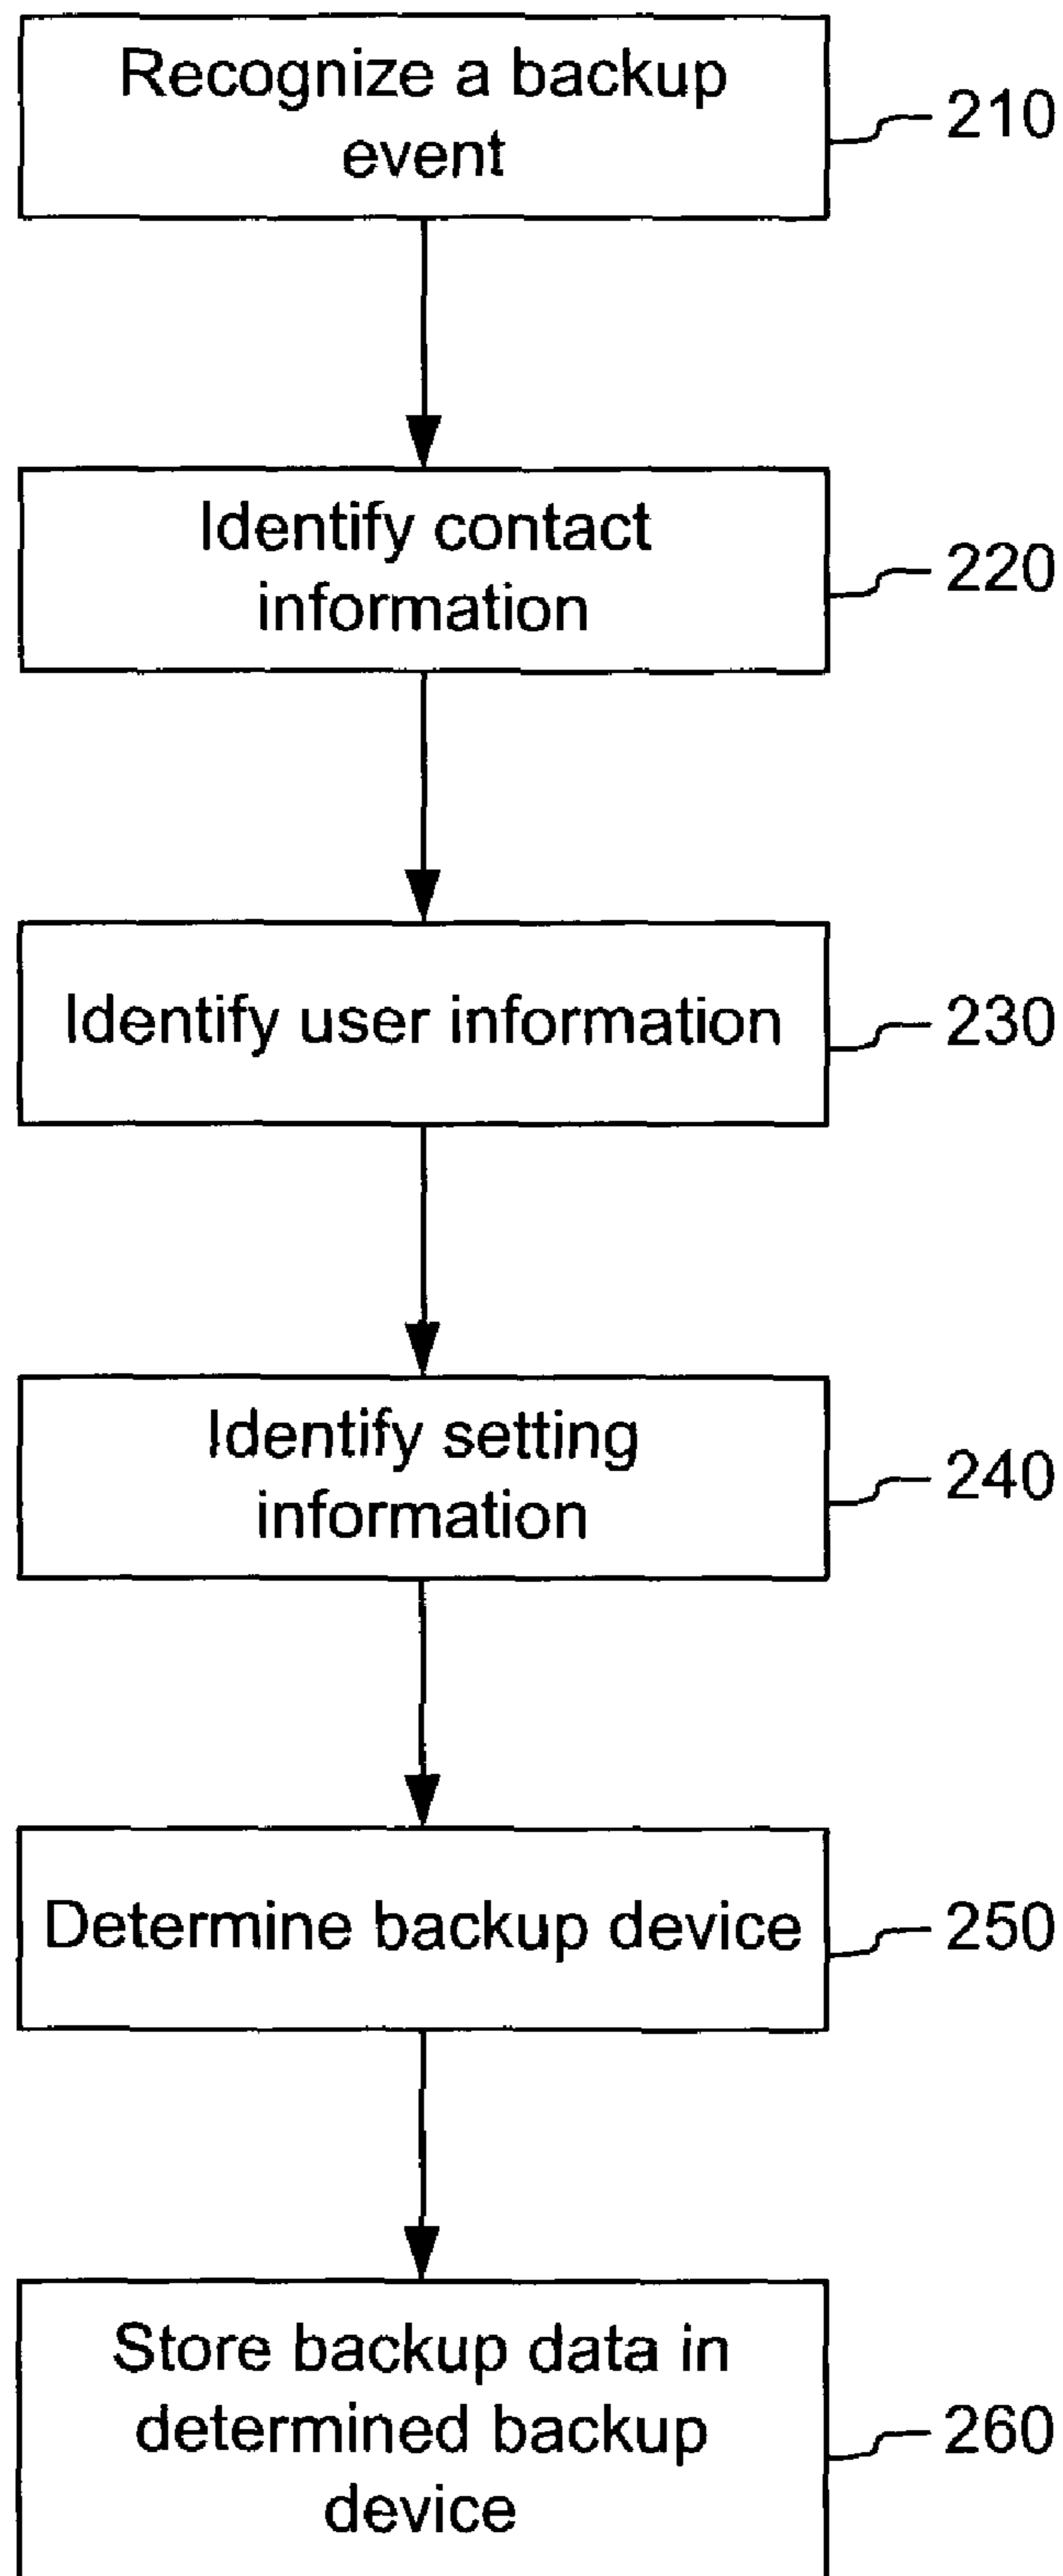 Recognize a backup
event
210
Identify contact
information
220
Identify user information
230
Identify setting
information
240
Determine backup device
250
Store backup data in
determined backup
device
260